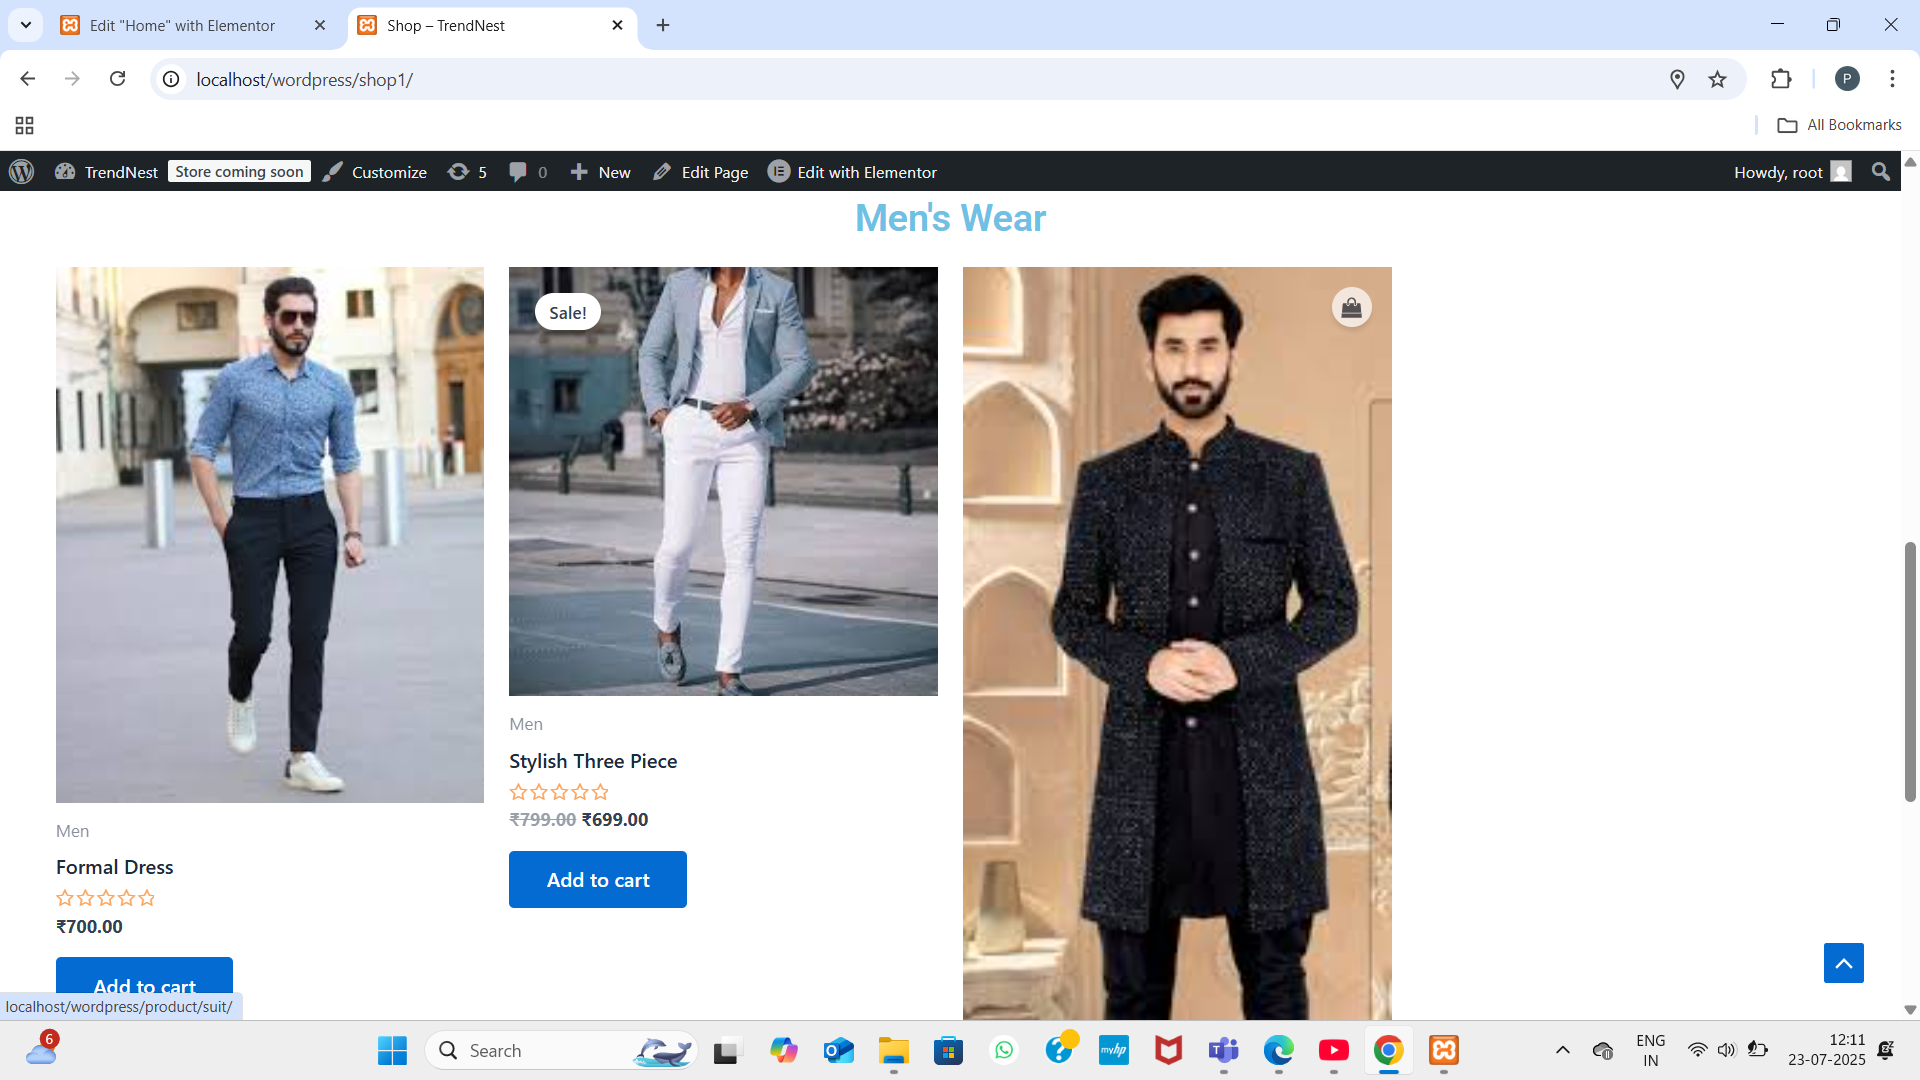 Edit "Home" with Elementor
Shop – TrendNest
localhost/wordpress/shop1/
P
All Bookmarks
TrendNest
Store coming soon
Customize
5
0
New
Edit Page
Edit with Elementor
Howdy, root
Men's Wear
Sale!
Men
Stylish Three Piece
₹799.00 ₹699.00
Add to cart
Men
Formal Dress
₹700.00
Add to cart
localhost/wordpress/product/suit/
6
Search
myhp
ENG
IN
12:11
23-07-2025